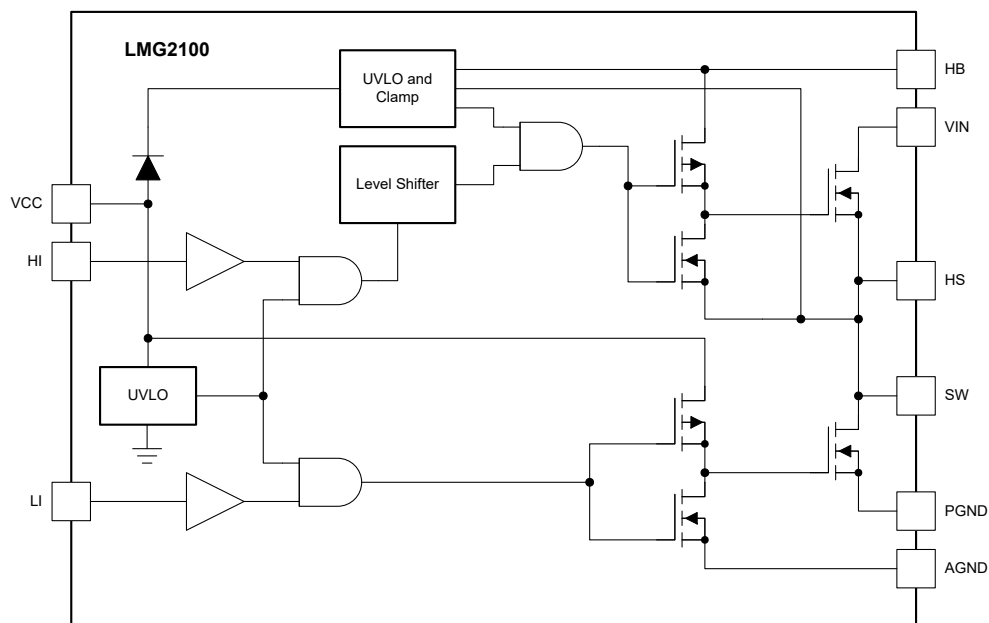 LMG2100
UVLO and
Clamp
HB
VIN
Level Shifter
VCC
HI
HS
UVLO
SW
LI
PGND
AGND